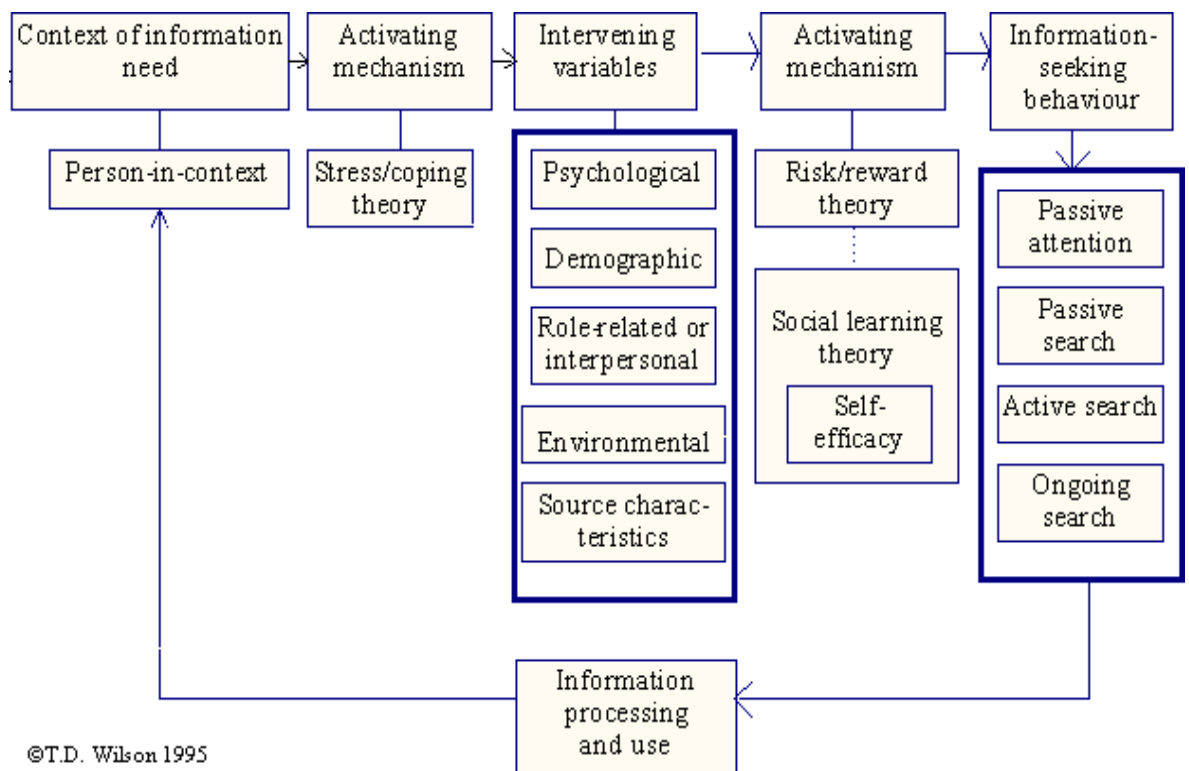 Context of information
need
Activating
mechanism
Intervening
variables
Activating
mechanism
Information-
seeking
behaviour
Person-in-context
Stress/coping
theory
Psychological
Demographic
Role-related or
interpersonal
Environmental
Source charac-
teristics
Risk/reward
theory
Social learning
theory
Self-
efficacy
Passive
attention
Passive
search
Active search
Ongoing
search
Information
processing
and use
©T.D. Wilson 1995